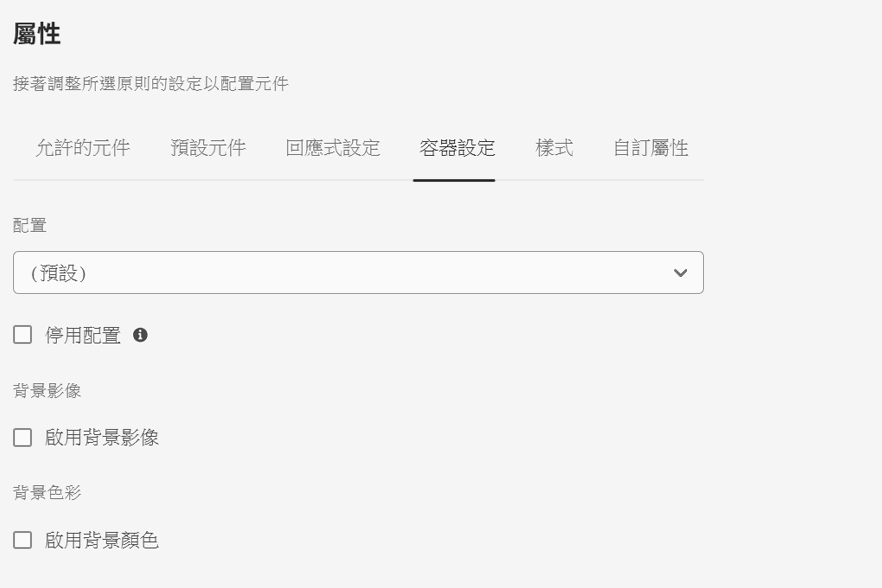 屬性
接著調整所選原則的設定以配置元件
允許的元件 預設元件 回應式設定 容器設定 樣式 自訂屬性
配置
(預設)
停用配置
背景影像
啟用背景影像
背景色彩
啟用背景顏色